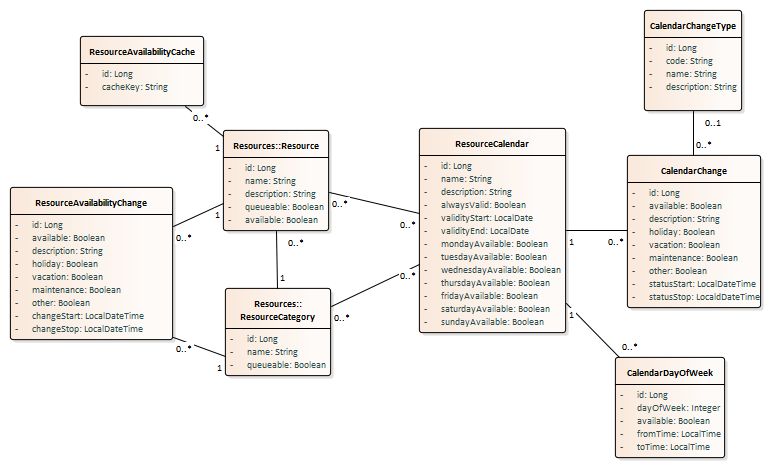 ResourceAvailabilityCache
- id: Long
- cacheKey: String
0..*
1
Resources::Resource
- id: Long
- name: String
- description: String
- queueable: Boolean
- available: Boolean
1
0..*
0..*
0..*
ResourceAvailabilityChange
- id: Long
- available: Boolean
- description: String
- holiday: Boolean
- vacation: Boolean
- maintenance: Boolean
- other: Boolean
- changeStart: LocalDateTime
- changeStop: LocalDateTime
0..*
0..*
1
1
Resources::
ResourceCategory
- id: Long
- name: String
- queueable: Boolean
0..*
0..*
ResourceCalendar
- id: Long
- name: String
- description: String
- alwaysValid: Boolean
- validityStart: LocalDate
- validityEnd: LocalDate
- mondayAvailable: Boolean
- tuesdayAvailable: Boolean
- wednesdayAvailable: Boolean
- thursdayAvailable: Boolean
- fridayAvailable: Boolean
- saturdayAvailable: Boolean
- sundayAvailable: Boolean
1
0..*
1
0..*
CalendarChangeType
- id: Long
- code: String
- name: String
- description: String
0..1
0..*
CalendarChange
- id: Long
- available: Boolean
- description: String
- holiday: Boolean
- vacation: Boolean
- maintenance: Boolean
- other: Boolean
- statusStart: LocalDateTime
- statusStop: LocaldDateTime
CalendarDayOfWeek
- id: Long
- dayOfWeek: Integer
- available: Boolean
- fromTime: LocalTime
- toTime: LocalTime